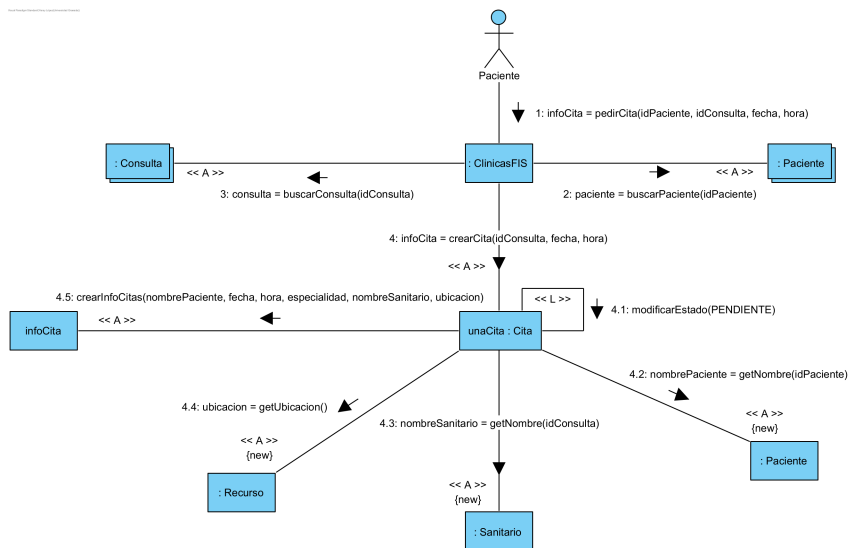 Paciente
1: infoCita = pedirCita(idPaciente, idConsulta, fecha, hora)
: Consulta
: ClinicasFIS
: Paciente
<< A >>
<< A >>
3: consulta = buscarConsulta(idConsulta)
2: paciente = buscarPaciente(idPaciente)
4: infoCita = crearCita(idConsulta, fecha, hora)
<< A >>
4.5: crearInfoCitas(nombrePaciente, fecha, hora, especialidad, nombreSanitario, ubicacion)
<< L >>
4.1: modificarEstado(PENDIENTE)
<< A >>
infoCita
unaCita : Cita
4.2: nombrePaciente = getNombre(idPaciente)
4.4: ubicacion = getUbicacion()
4.3: nombreSanitario = getNombre(idConsulta)
<< A >>
{new}
<< A >>
{new}
: Paciente
<< A >>
{new}
: Recurso
: Sanitario